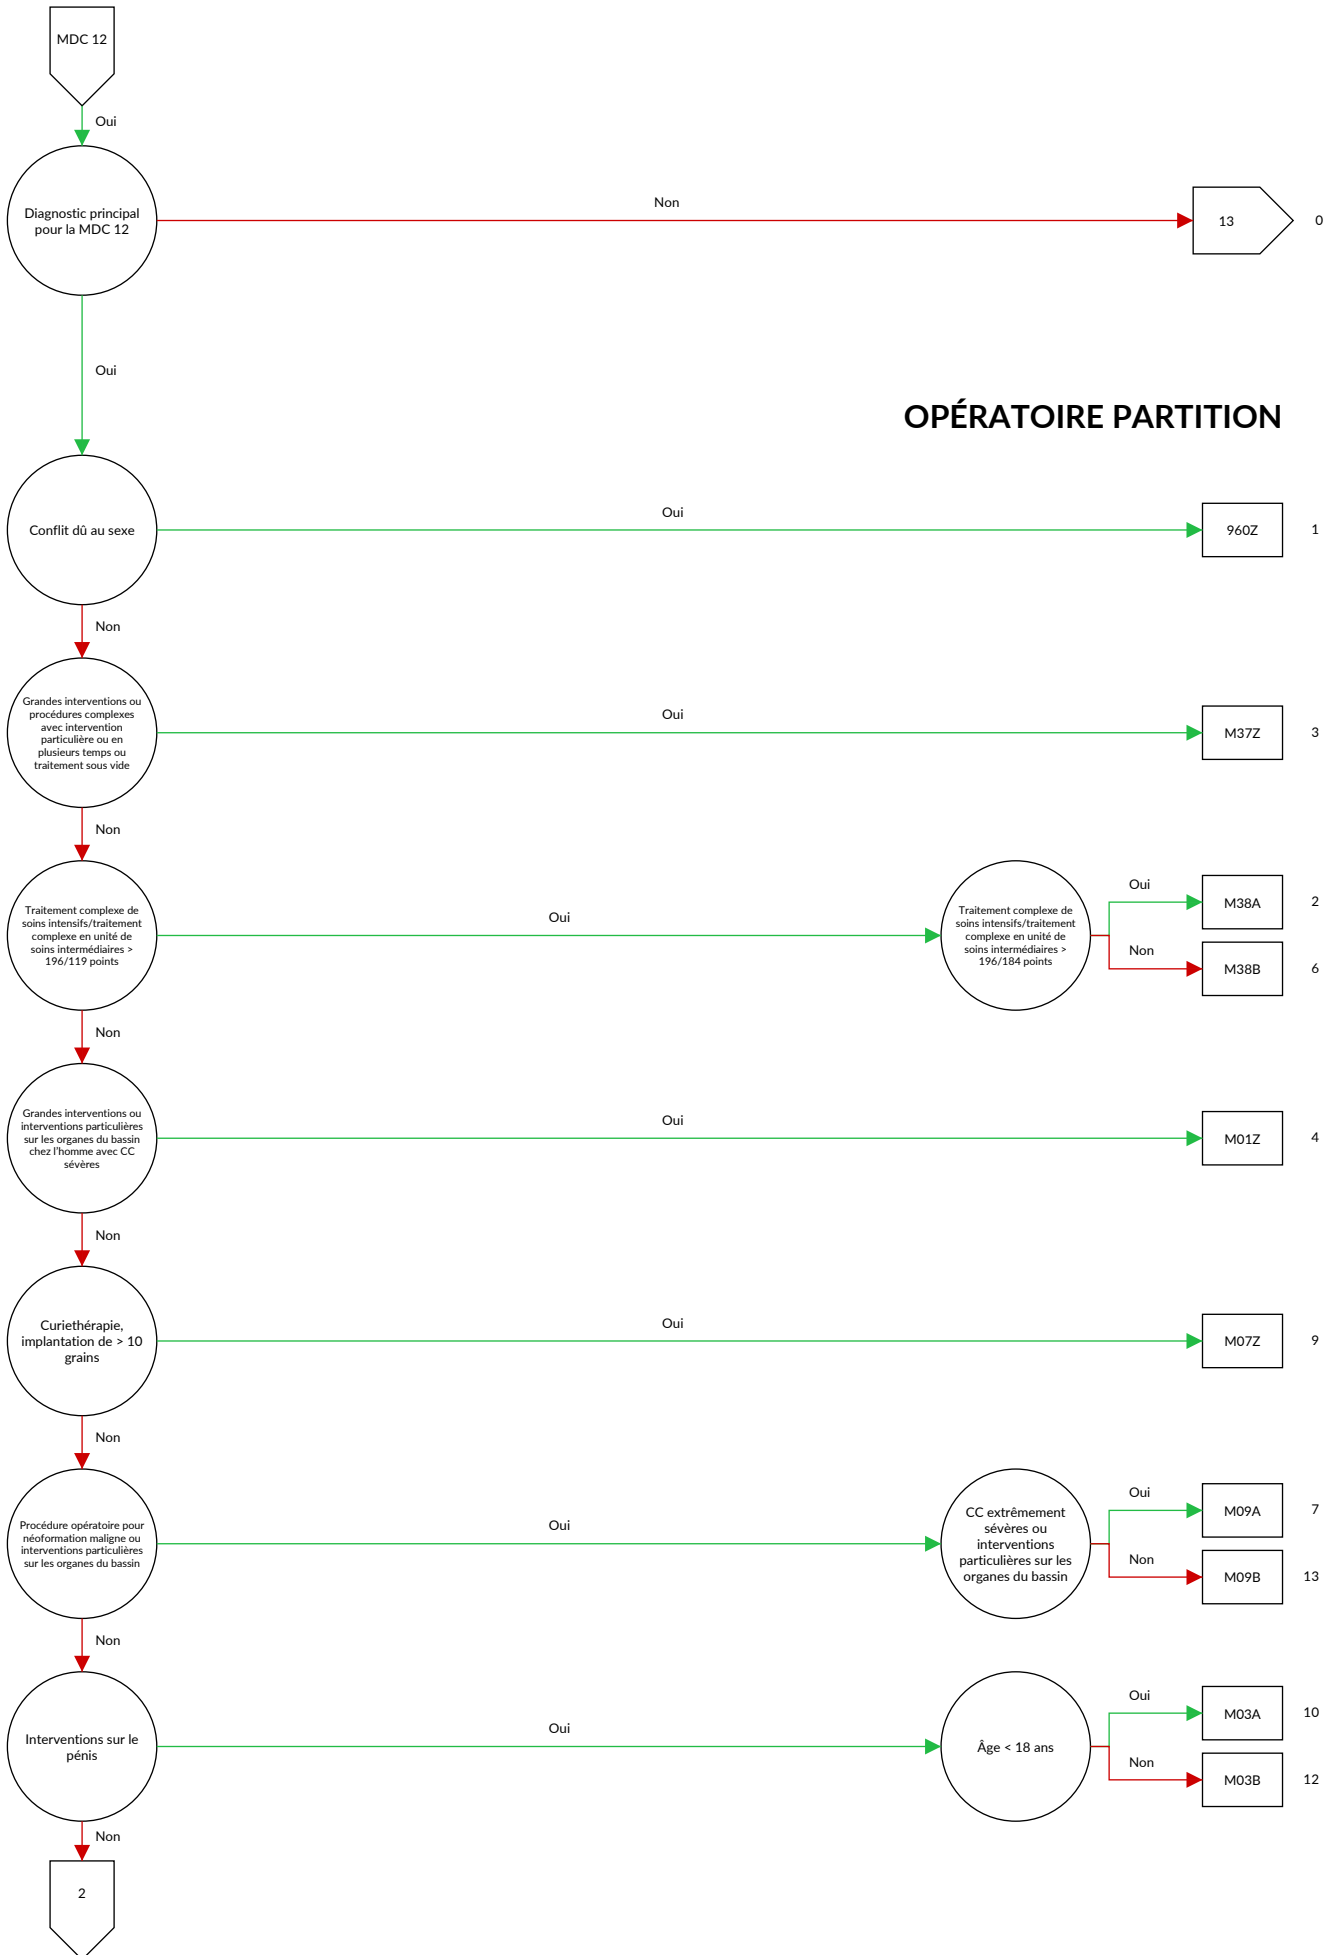 MDC 12
Oui
Diagnostic principal
pour la MDC 12
Non
13
0
Oui
OPÉRATOIRE PARTITION
Conflit dû au sexe
Oui
960Z
1
Non
Grandes interventions ou
procédures complexes
avec intervention
particulière ou en
plusieurs temps ou
traitement sous vide
Oui
M37Z
3
Non
Traitement complexe de
soins intensifs/traitement
complexe en unité de
soins intermédiaires >
196/119 points
Oui
Traitement complexe de
soins intensifs/traitement
complexe en unité de
soins intermédiaires >
196/184 points
Oui
M38A
2
Non
M38B
6
Non
Grandes interventions ou
interventions particulières
sur les organes du bassin
chez l'homme avec CC
sévères
Oui
M01Z
4
Non
Curiethérapie,
implantation de > 10
grains
Oui
M07Z
9
Non
Procédure opératoire pour
néoformation maligne ou
interventions particulières
sur les organes du bassin
Oui
CC extrêmement
sévères ou
interventions
particulières sur les
organes du bassin
Oui
M09A
7
Non
M09B
13
Non
Interventions sur le
pénis
Oui
Âge < 18 ans
Oui
M03A
10
Non
M03B
12
Non
2